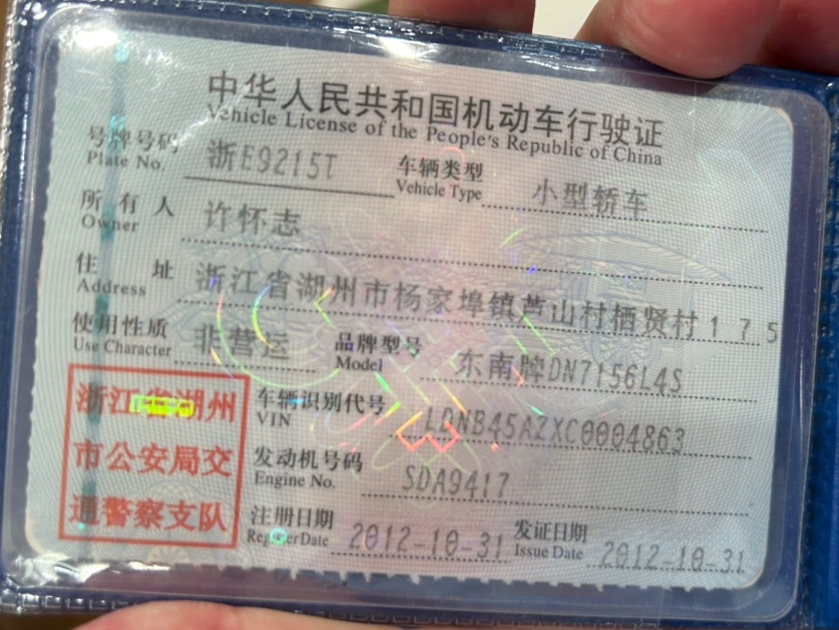 中华人民共和国机动车行驶证
Vehicle License of the People's Republic of China
号牌号码 浙E9215T 车辆类型 小型轿车
Plate No. Vehicle Type
所有人 许怀志
Owner
住址 浙江省湖州市杨家埠镇芦山村栖贤村175
Address
使用性质 非营运 品牌型号 东南牌DN7156L4S
Use Character Model
车辆识别代号 LDNB45AZXC0004863
VIN
发动机号码 SDA9417
Engine No.
注册日期 2012-10-31 发证日期 2012-10-31
Register Date Issue Date
浙江省湖州
市公安局交
通警察支队